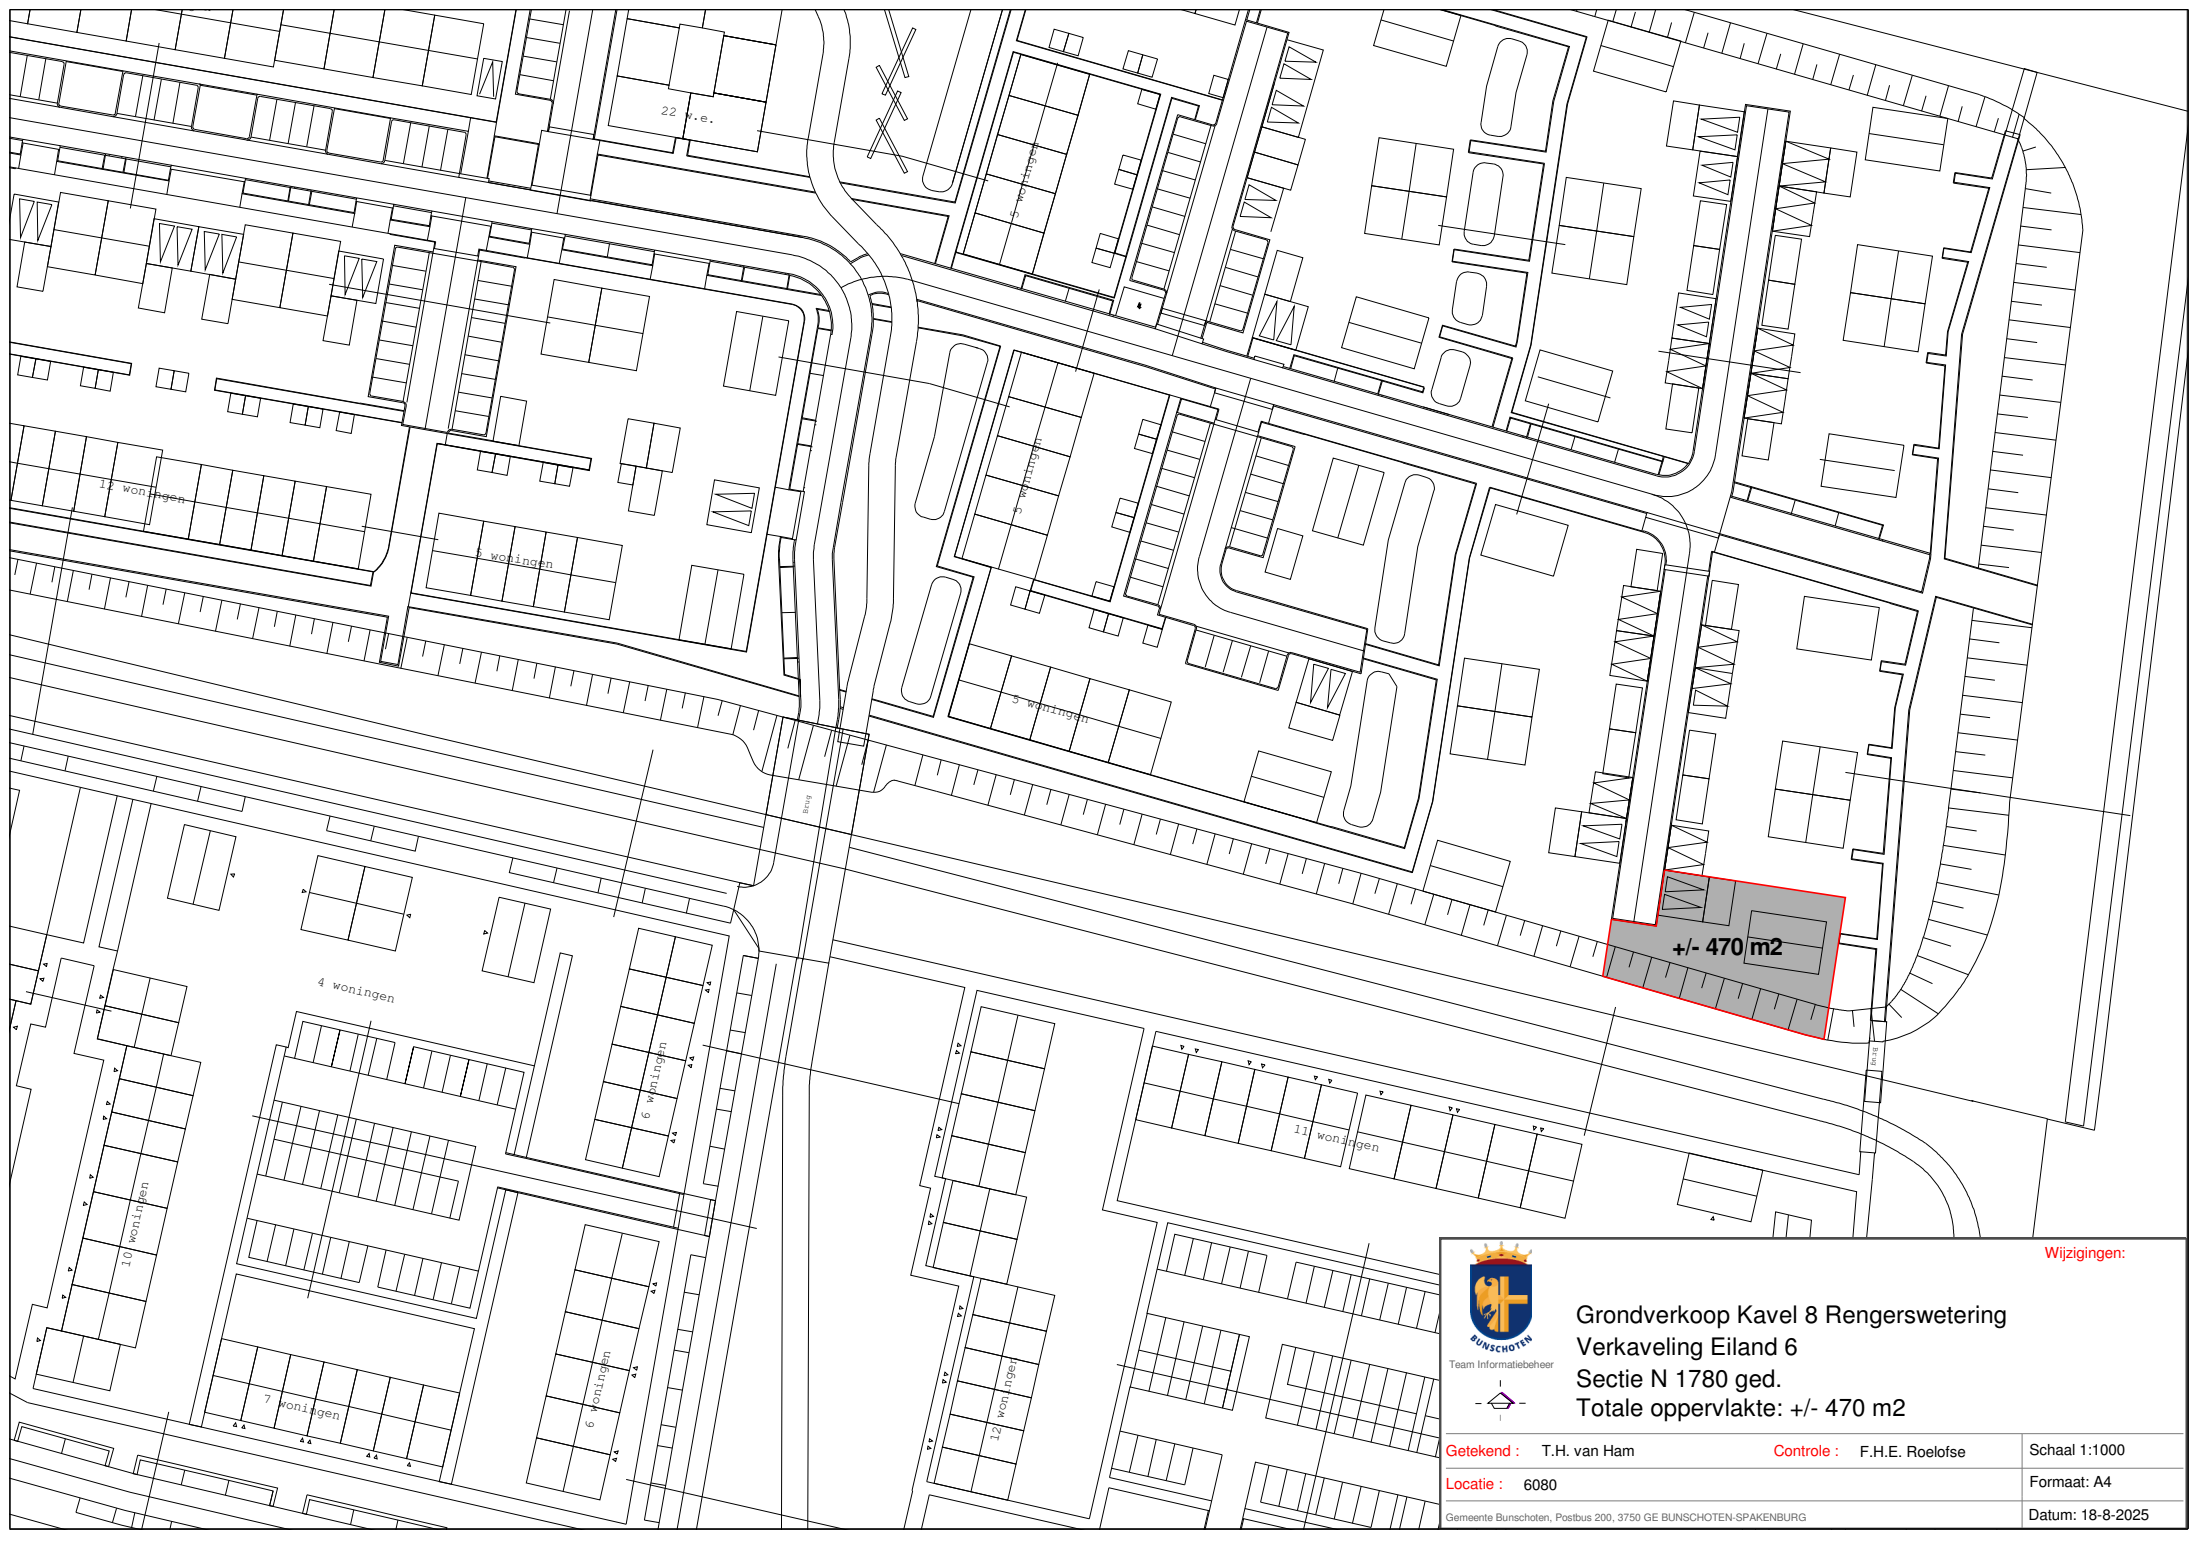 22 w.e.
5 woningen
12 woningen
5 woningen
5 woningen
5 woningen
Brug
4 woningen
+/- 470 m2
6 woningen
Brug
11 woningen
10 woningen
7 woningen
6 woningen
12 woningen
Wijzigingen:
BUNSCHOTEN
Team Informatiebeheer
Grondverkoop Kavel 8 Rengerswetering
Verkaveling Eiland 6
Sectie N 1780 ged.
Totale oppervlakte: +/- 470 m2
Getekend : T.H. van Ham Controle : F.H.E. Roelofse Schaal 1:1000
Locatie : 6080 Formaat: A4
Gemeente Bunschoten, Postbus 200, 3750 GE BUNSCHOTEN-SPAKENBURG Datum: 18-8-2025